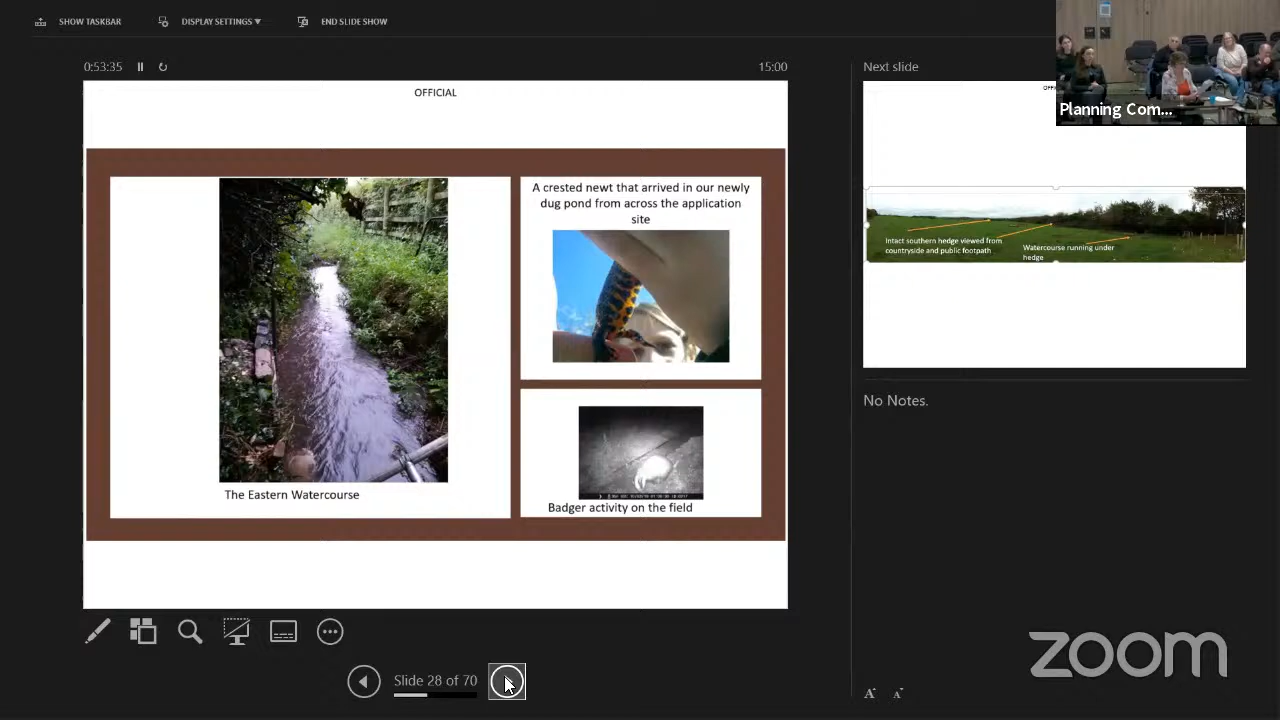 SHOW TASKBAR
DISPLAY SETTINGS
END SLIDE SHOW
0:53:35
15:00
OFFICIAL
A crested newt that arrived in our newly
dug pond from across the application
site
The Eastern Watercourse
Badger activity on the field
Slide 28 of 70
Next slide
Intact southern hedge viewed from
countryside and public footpath
Watercourse running under
hedge
No Notes.
A A
Planning Com...
zoom